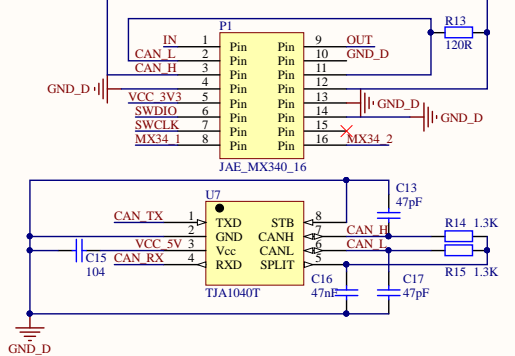 P1
R13
120R
IN 1 Pin Pin 9 OUT
CAN_L 2 Pin Pin 10 GND_D
CAN_H 3 Pin Pin 11
GND_D 4 Pin Pin 12
VCC_3V3 5 Pin Pin 13 GND_D
SWDIO 6 Pin Pin 14 GND_D
SWCLK 7 Pin Pin 15
MX34_1 8 Pin Pin 16 MX34_2
JAE_MX340_16
U7
C13
47pF
CAN_TX 1 TXD STB 8
2 GND CANH 7 CAN_H R14 1.3K
VCC_5V 3 Vcc CANL 6 CAN_L
CAN_RX 4 RXD SPLIT 5
C15
104
R15 1.3K
TJA1040T
C16
47nF
C17
47pF
GND_D